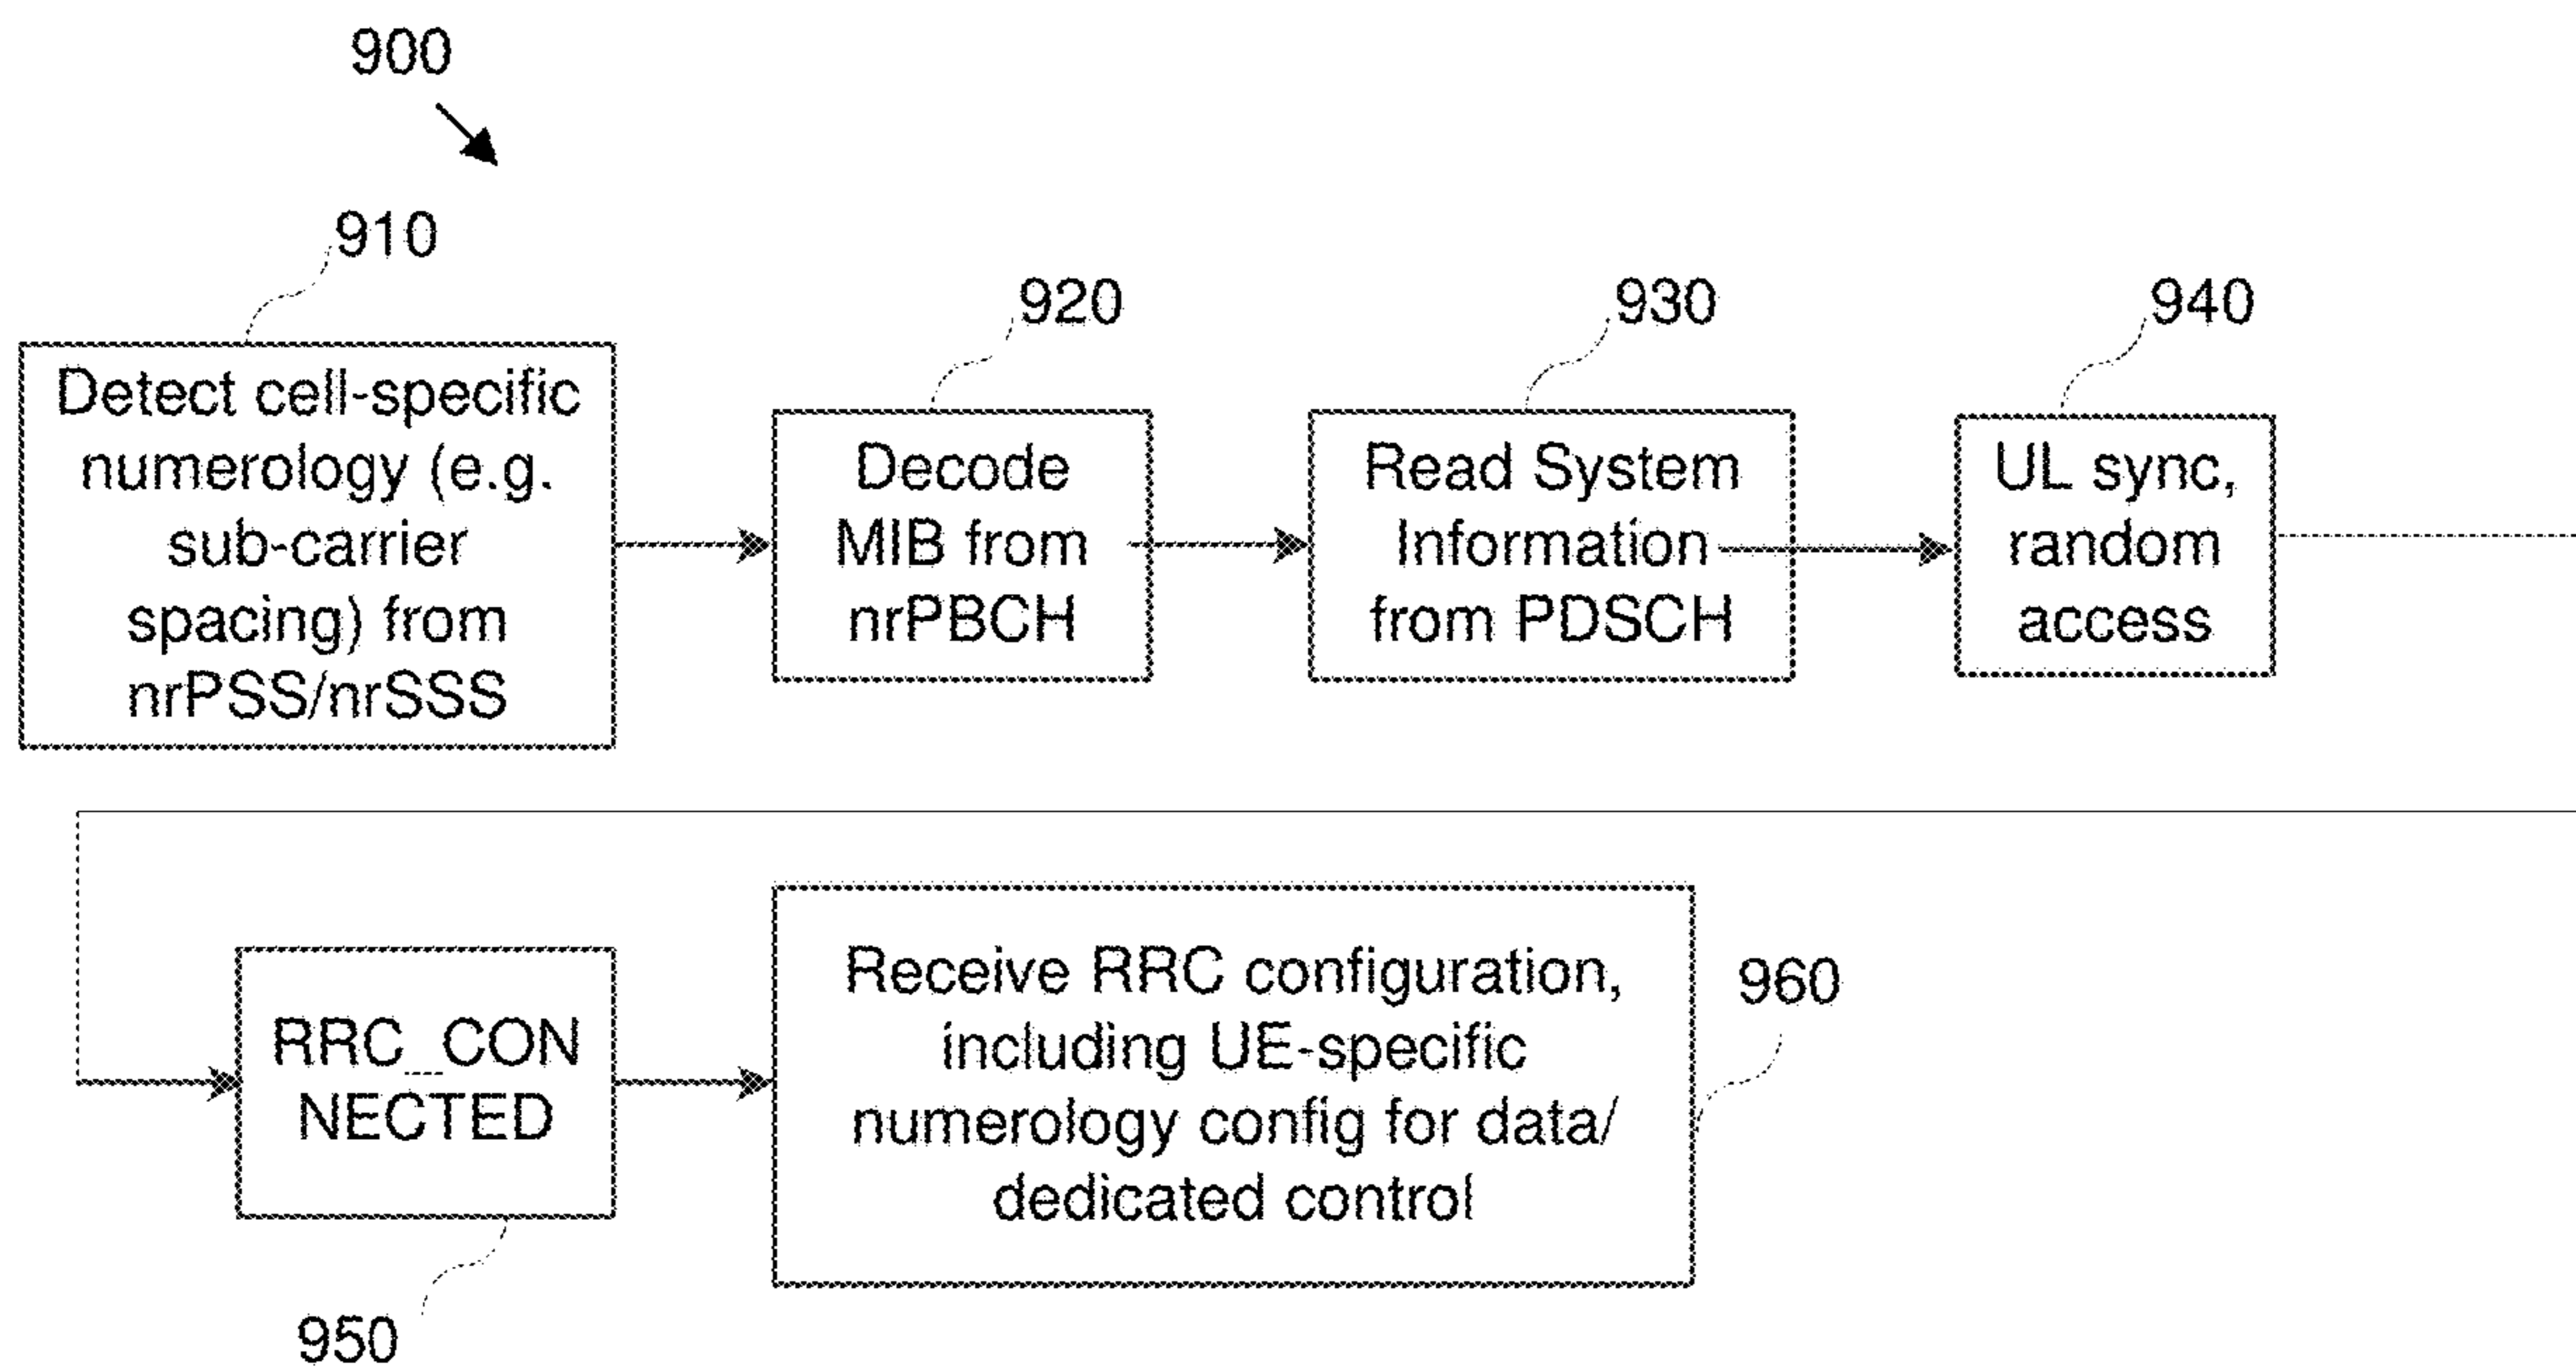 900
910
Detect cell-specific
numerology (e.g.
sub-carrier
spacing) from
nrPSS/nrSSS
920
Decode
MIB from
nrPBCH
930
Read System
Information
from PDSCH
940
UL sync,
random
access
RRC_CON
NECTED
950
Receive RRC configuration,
including UE-specific
numerology config for data/
dedicated control
960